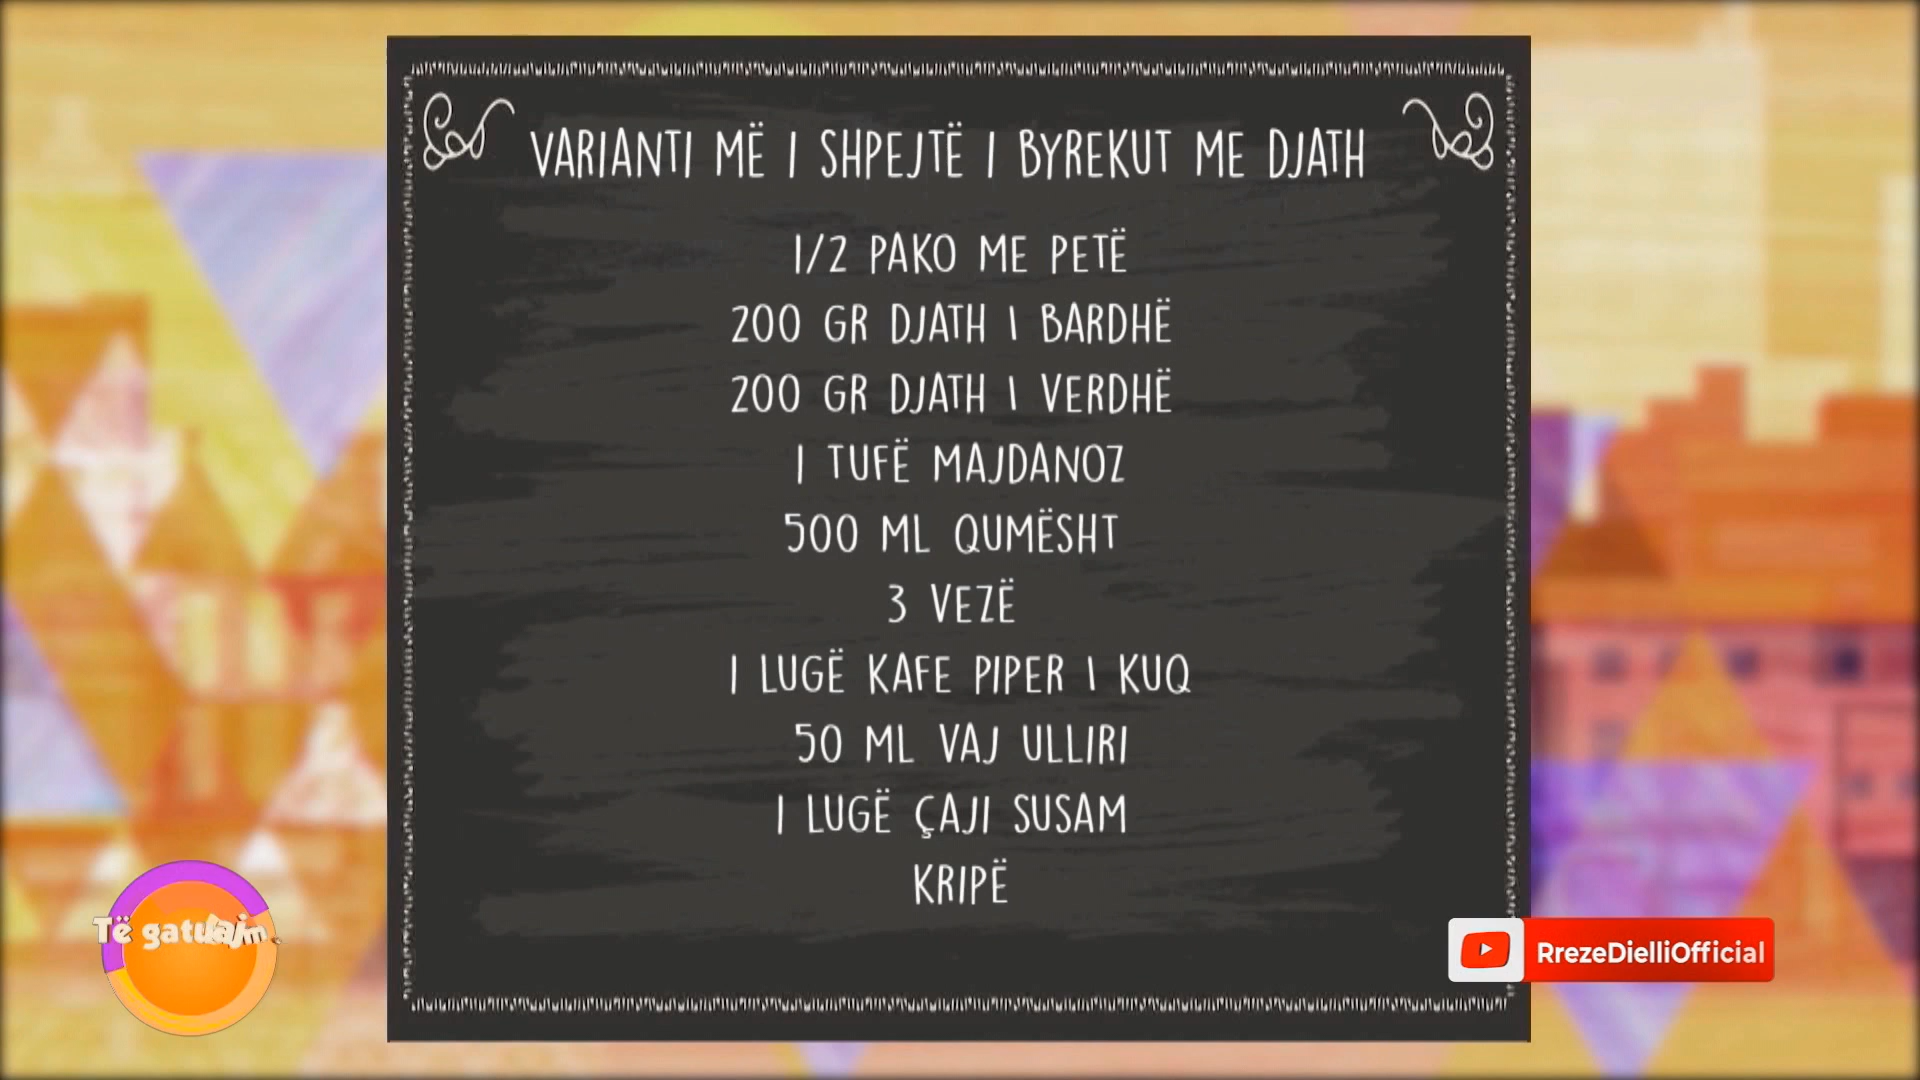 VARIANTI MË I SHPEJTË I BYREKUT ME DJATH
1/2 PAKO ME PETË
200 GR DJATH I BARDHË
200 GR DJATH I VERDHË
1 TUFË MAJDANOZ
500 ML QUMËSHT
3 VEZË
1 LUGË KAFE PIPER I KUQ
50 ML VAJ ULLIRI
1 LUGË ÇAJI SUSAM
KRIPË
Të gatuajm
RrezeDielliOfficial